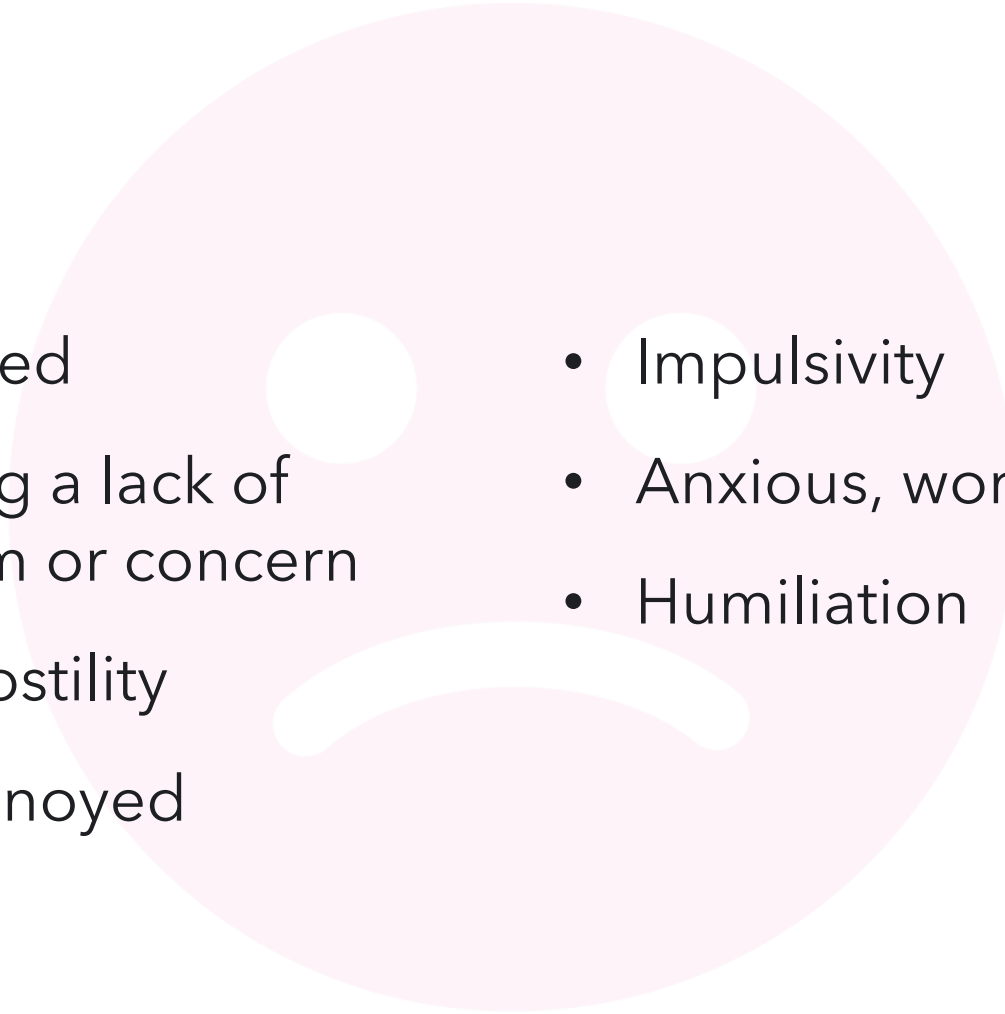 ed
g a lack of
m or concern
ostility
noyed
• Impulsivity
• Anxious, wor
• Humiliation